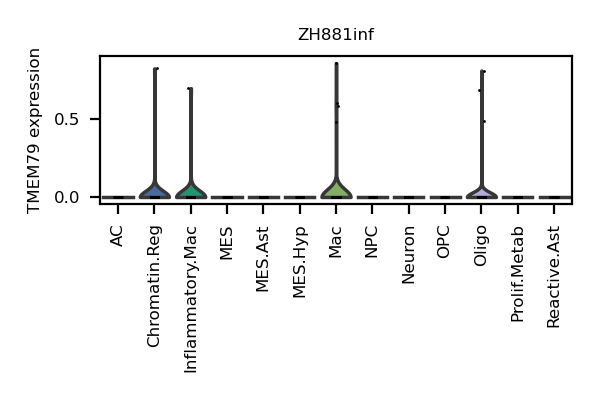 ZH881inf
TMEM79 expression
0.5
0.0
AC
Chromatin.Reg
Inflammatory.Mac
MES
MES.Ast
MES.Hyp
Mac
NPC
Neuron
OPC
Oligo
Prolif.Metab
Reactive.Ast